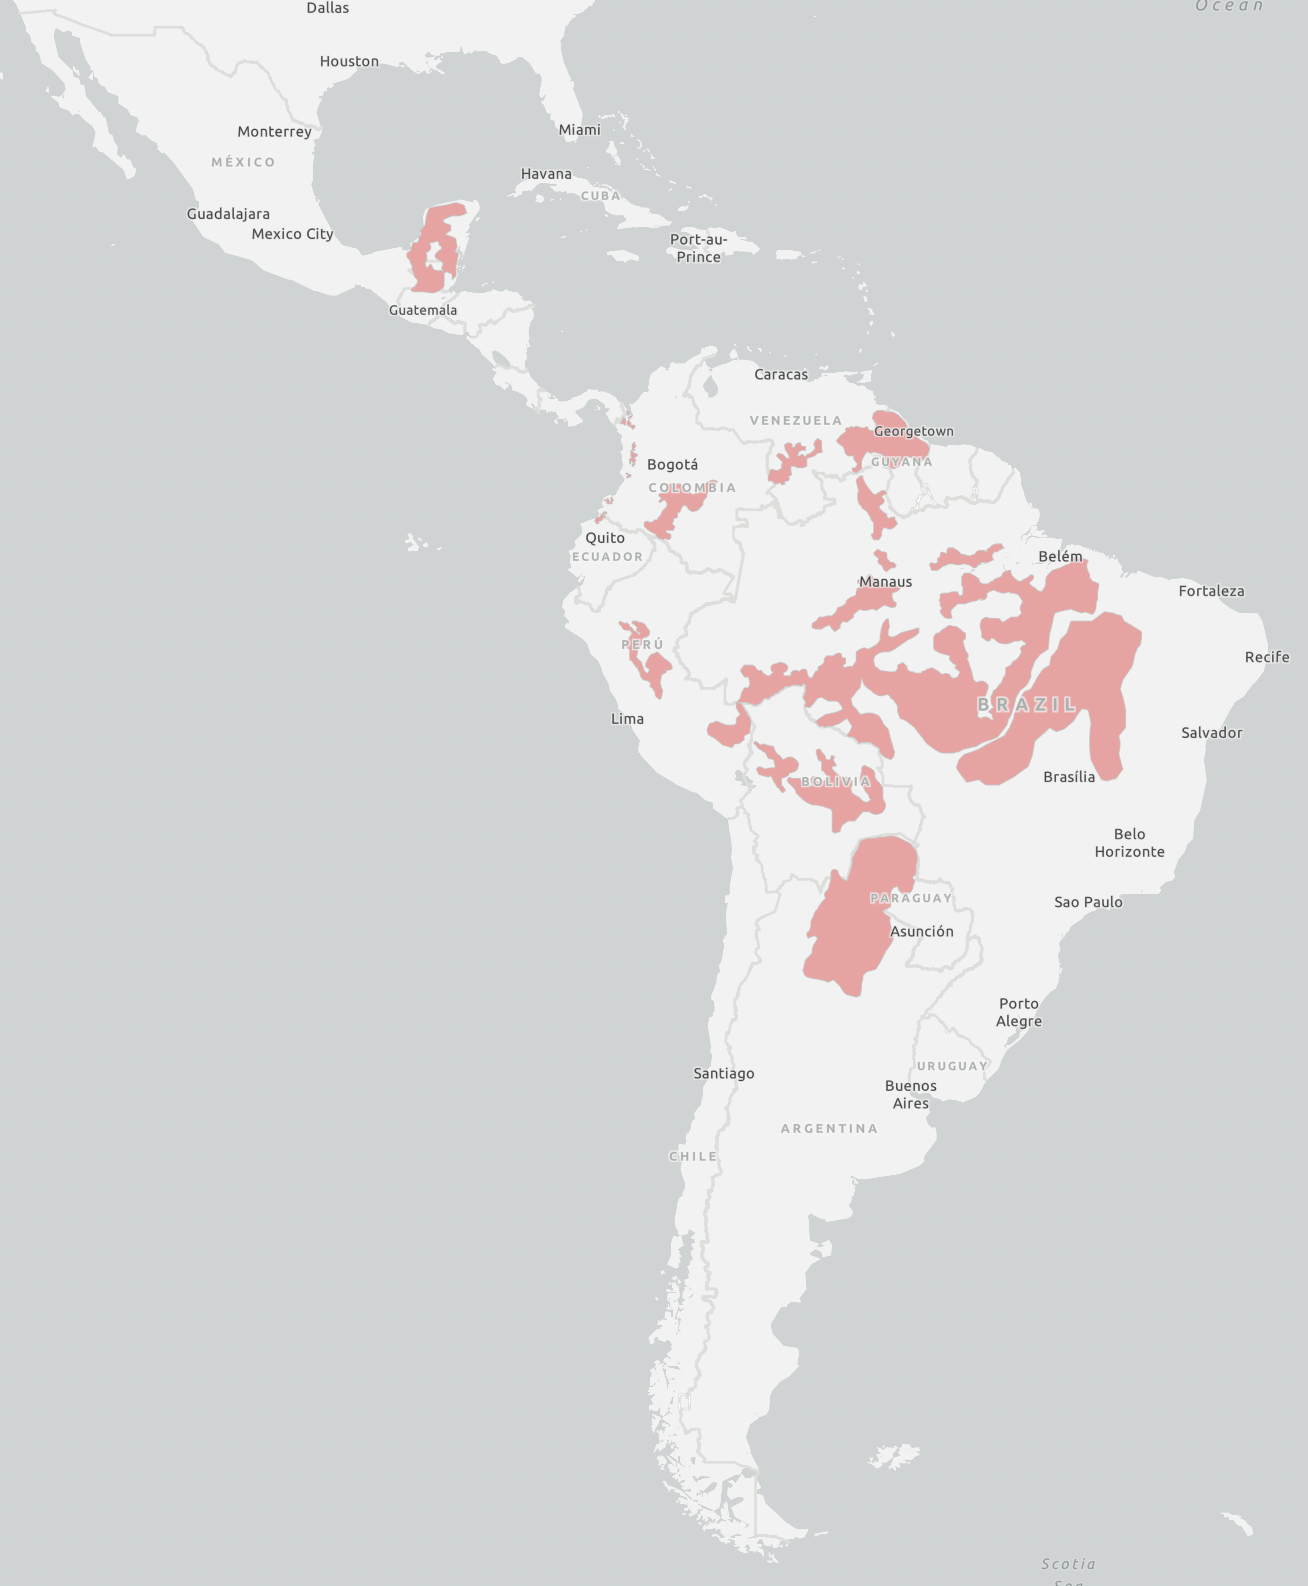 Ocean
Dallas
Houston
Monterrey
Miami
MÉXICO
Havana
CUBA
Guadalajara
Mexico City
Port-au-
Prince
Guatemala
Caracas
VENEZUELA
Georgetown
GUYANA
Bogotá
COLOMBIA
Quito
ECUADOR
Belém
Manaus
Fortaleza
PERÚ
Recife
BRAZIL
Lima
Salvador
BOLIVIA
Brasília
Belo
Horizonte
PARAGUAY
Sao Paulo
Asunción
Porto
Alegre
Santiago
URUGUAY
Buenos
Aires
ARGENTINA
CHILE
Scotia
Sea